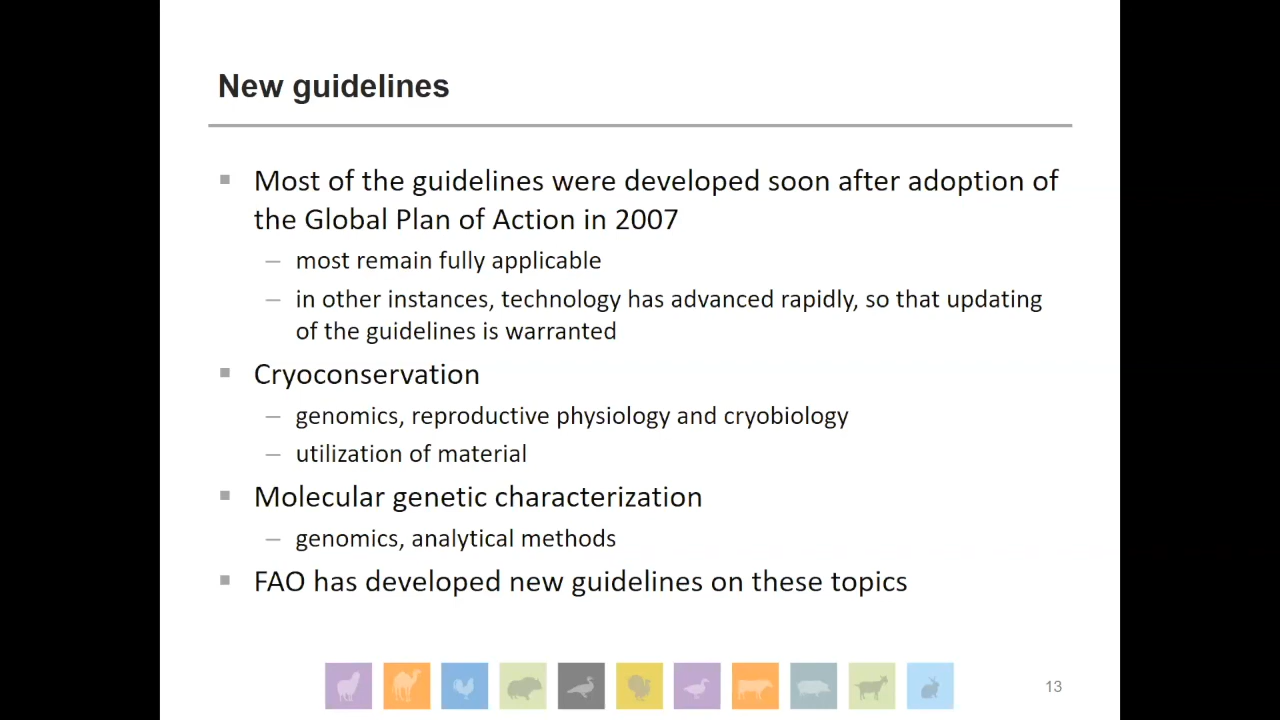 New guidelines
Most of the guidelines were developed soon after adoption of
the Global Plan of Action in 2007
– most remain fully applicable
– in other instances, technology has advanced rapidly, so that updating
of the guidelines is warranted
Cryoconservation
– genomics, reproductive physiology and cryobiology
– utilization of material
Molecular genetic characterization
– genomics, analytical methods
FAO has developed new guidelines on these topics
13